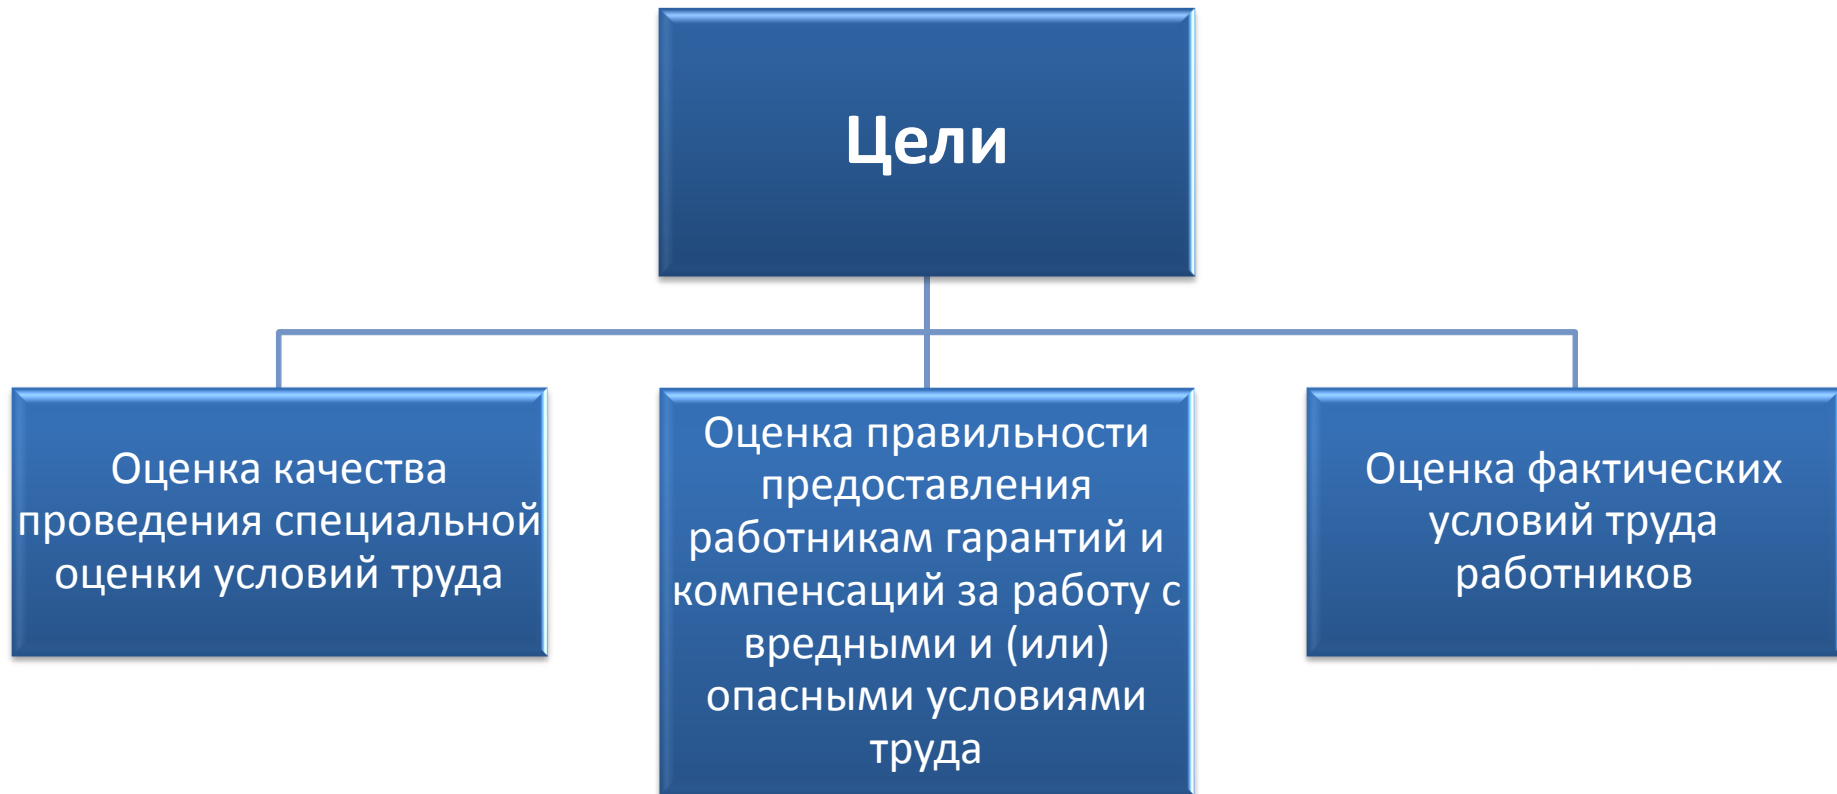 Цели
Оценка качества
проведения специальной
оценки условий труда
Оценка правильности
предоставления
работникам гарантий и
компенсаций за работу с
вредными и (или)
опасными условиями
труда
Оценка фактических
условий труда
работников